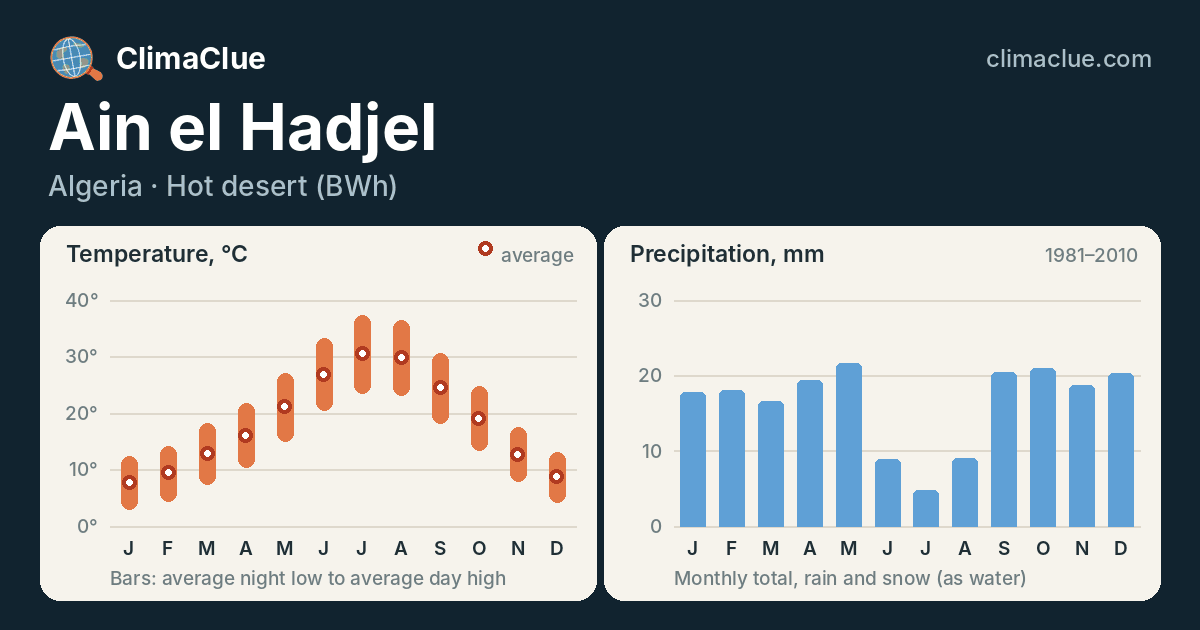 ClimaClue
climaclue.com
Ain el Hadjel
Algeria · Hot desert (BWh)
Temperature, °C
average
40°
30°
20°
10°
0°
J F M A M J J A S O N D
Bars: average night low to average day high
Precipitation, mm
1981–2010
30
20
10
0
J F M A M J J A S O N D
Monthly total, rain and snow (as water)